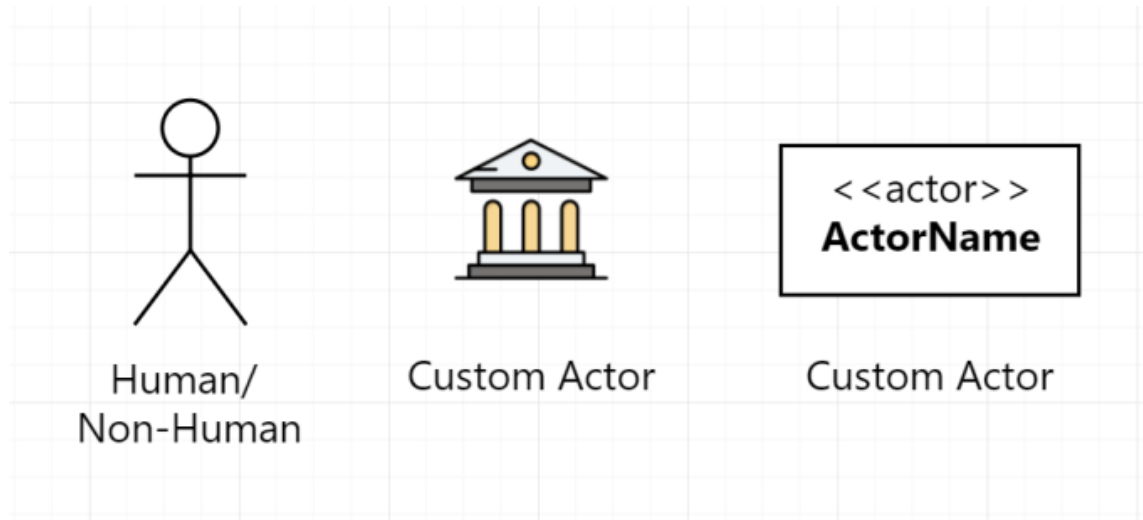 <<actor>>
ActorName
Human/
Non-Human
Custom Actor
Custom Actor